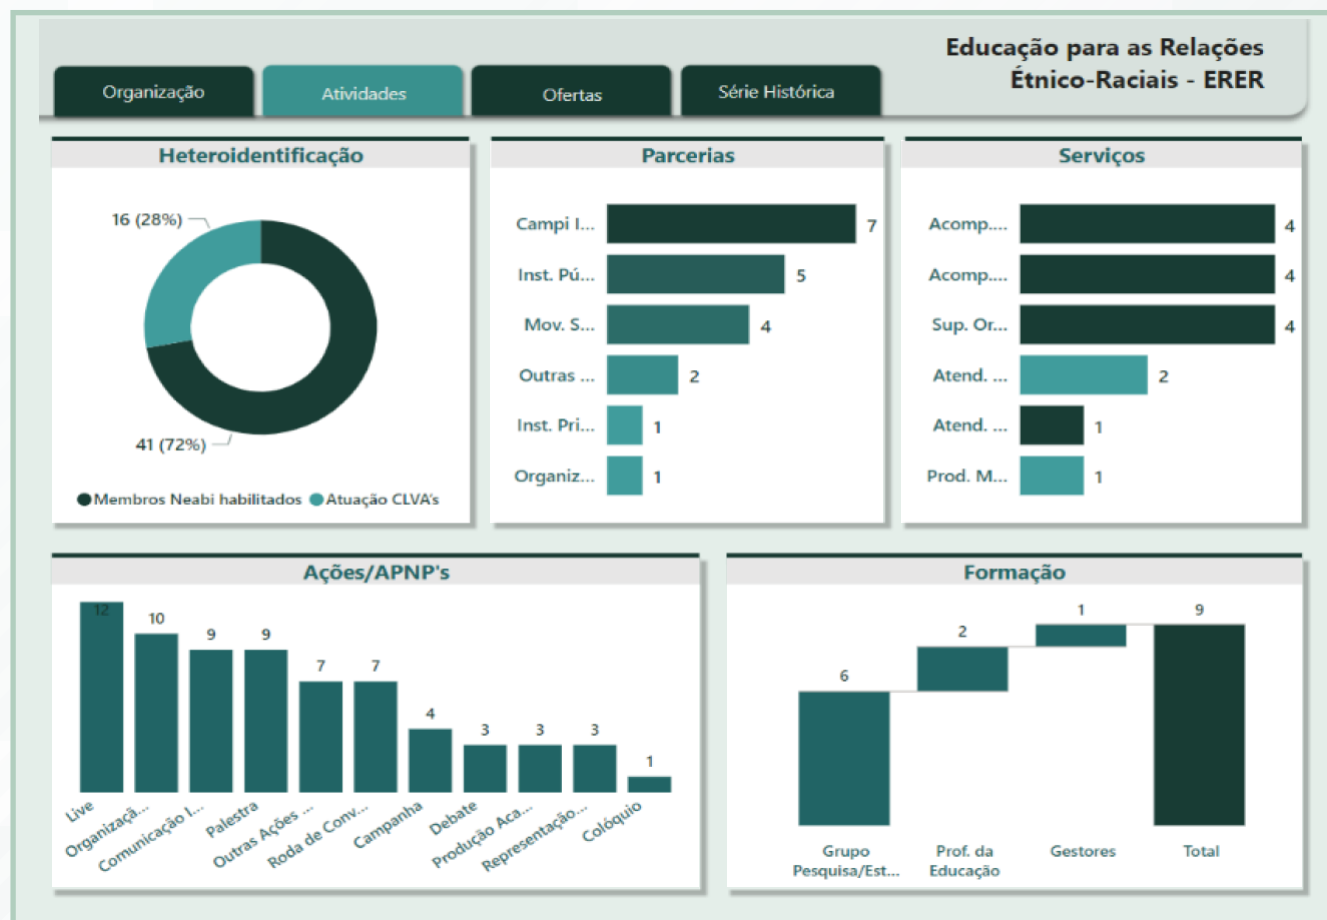 Educação para as Relações
Étnico-Raciais - ERER
Organização
Atividades
Ofertas
Série Histórica
Heteroidentificação
16 (28%)
41 (72%)
Membros Neabi habilitados
Atuação CLVA's
Parcerias
Campi I... 7
Inst. Pú... 5
Mov. S... 4
Outras ... 2
Inst. Pri... 1
Organiz... 1
Serviços
Acomp.... 4
Acomp.... 4
Sup. Or... 4
Atend. ... 2
Atend. ... 1
Prod. M... 1
Ações/APNP's
12
10
9
9
7
7
4
3
3
3
1
Live
Organizaçã...
Comunicação I...
Palestra
Outras Ações ...
Roda de Conv...
Campanha
Debate
Produção Aca...
Representação...
Colóquio
Formação
6
2
1
9
Grupo
Pesquisa/Est...
Prof. da
Educação
Gestores
Total